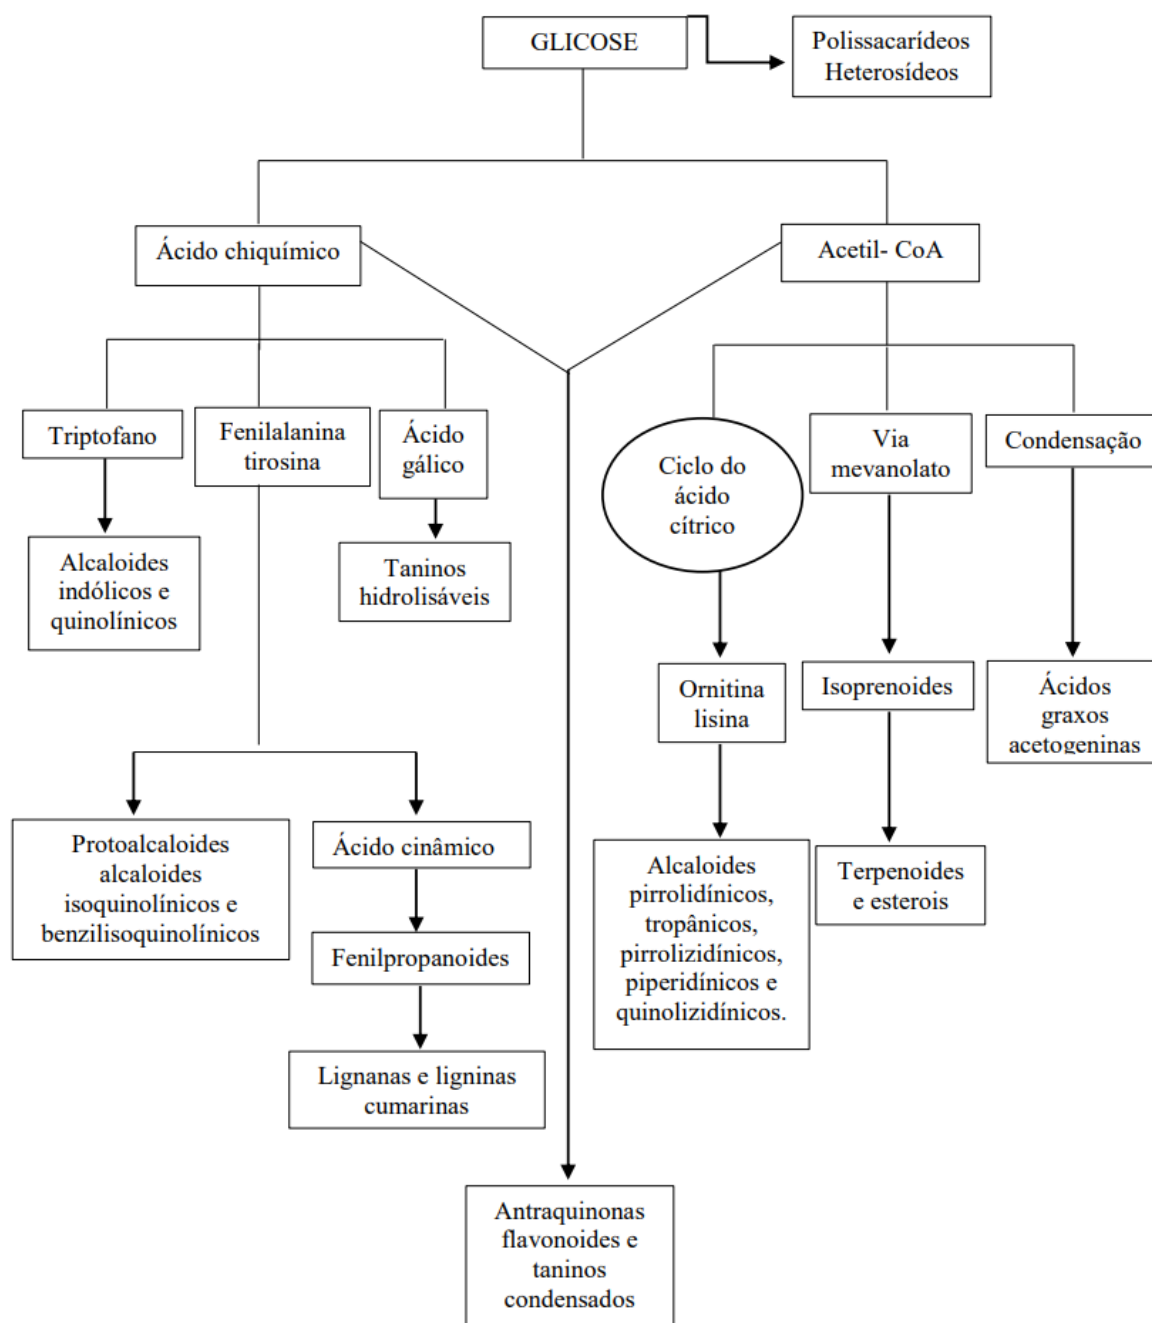 GLICOSE
Polissacarídeos
Heterosídeos
Ácido chiquímico
Acetil- CoA
Triptofano
Fenilalanina
tirosina
Ácido
gálico
Ciclo do
ácido
cítrico
Via
mevanolato
Condensação
Alcaloides
indólicos e
quinolínicos
Taninos
hidrolisáveis
Ornitina
lisina
Isoprenoides
Ácidos
graxos
acetogeninas
Protoalcaloides
alcaloides
isoquinolínicos e
benzilisoquinolínicos
Ácido cinâmico
Alcaloides
pirrolidínicos,
tropânicos,
pirrolizidínicos,
piperidínicos e
quinolizidínicos.
Terpenoides
e esterois
Fenilpropanoides
Lignanas e ligninas
cumarinas
Antraquinonas
flavonoides e
taninos
condensados